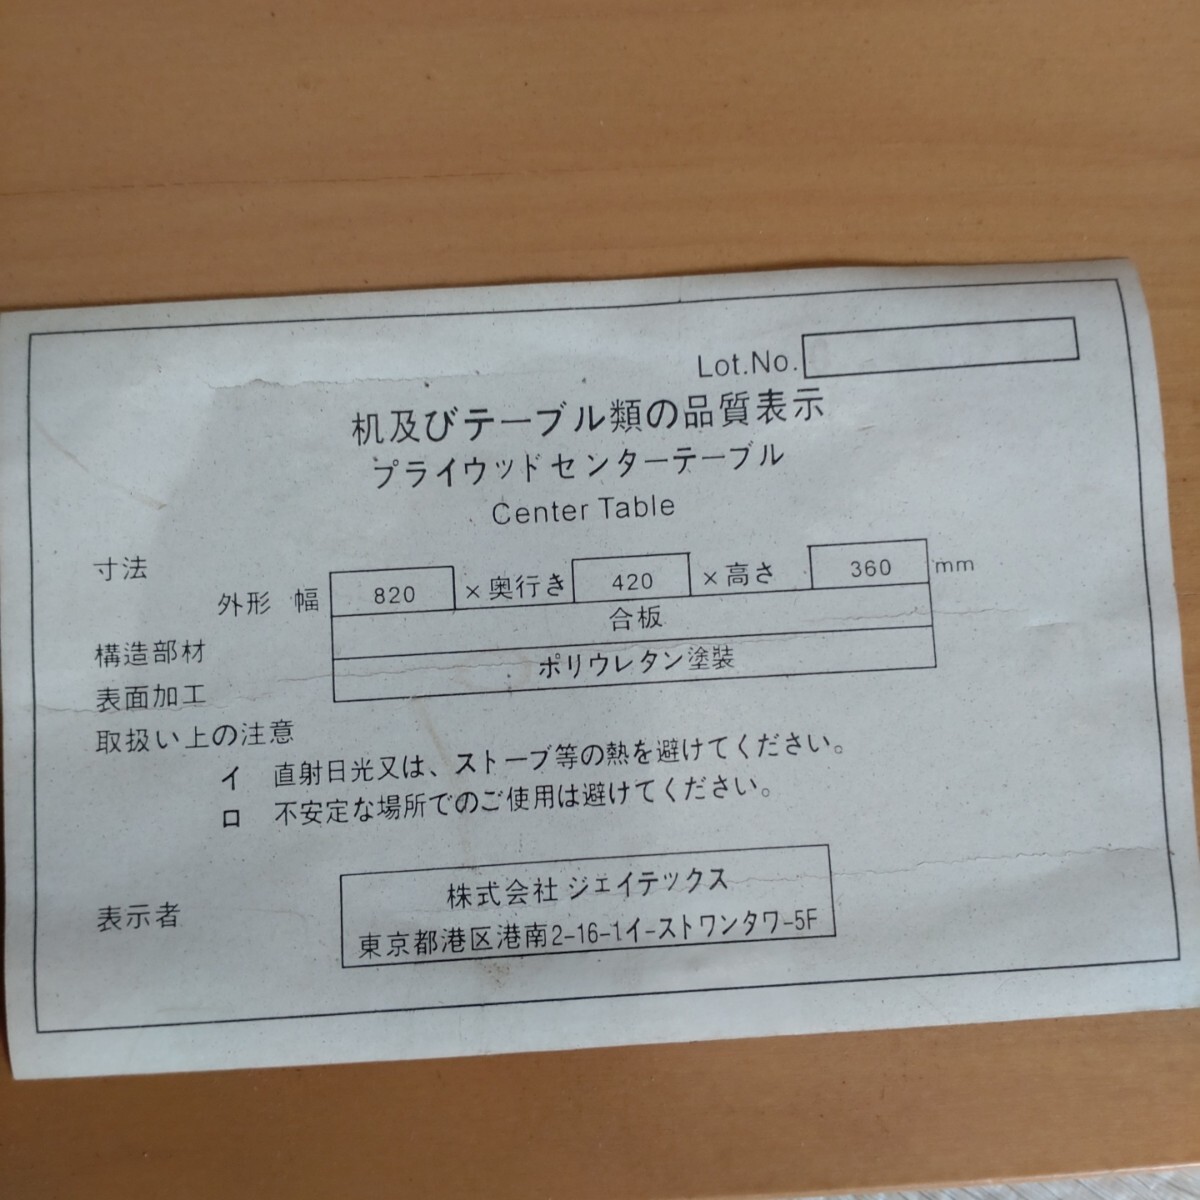 Lot.No.
机及びテーブル類の品質表示
プライウッドセンターテーブル
Center Table
寸法
外形 幅 820 ×奥行き 420 ×高さ 360 mm
構造部材 合板
表面加工 ポリウレタン塗装
取扱い上の注意
イ 直射日光又は、ストーブ等の熱を避けてください。
ロ 不安定な場所でのご使用は避けてください。
表示者
株式会社 ジェイテックス
東京都港区港南2-16-1イ-ストワンタワ-5F